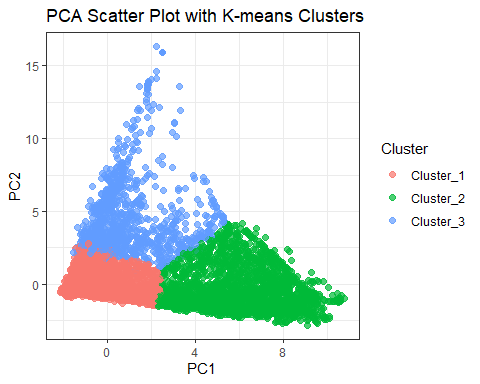 PCA Scatter Plot with K-means Clusters
15
10
5
0
PC2
0 4 8
PC1
Cluster
Cluster_1
Cluster_2
Cluster_3